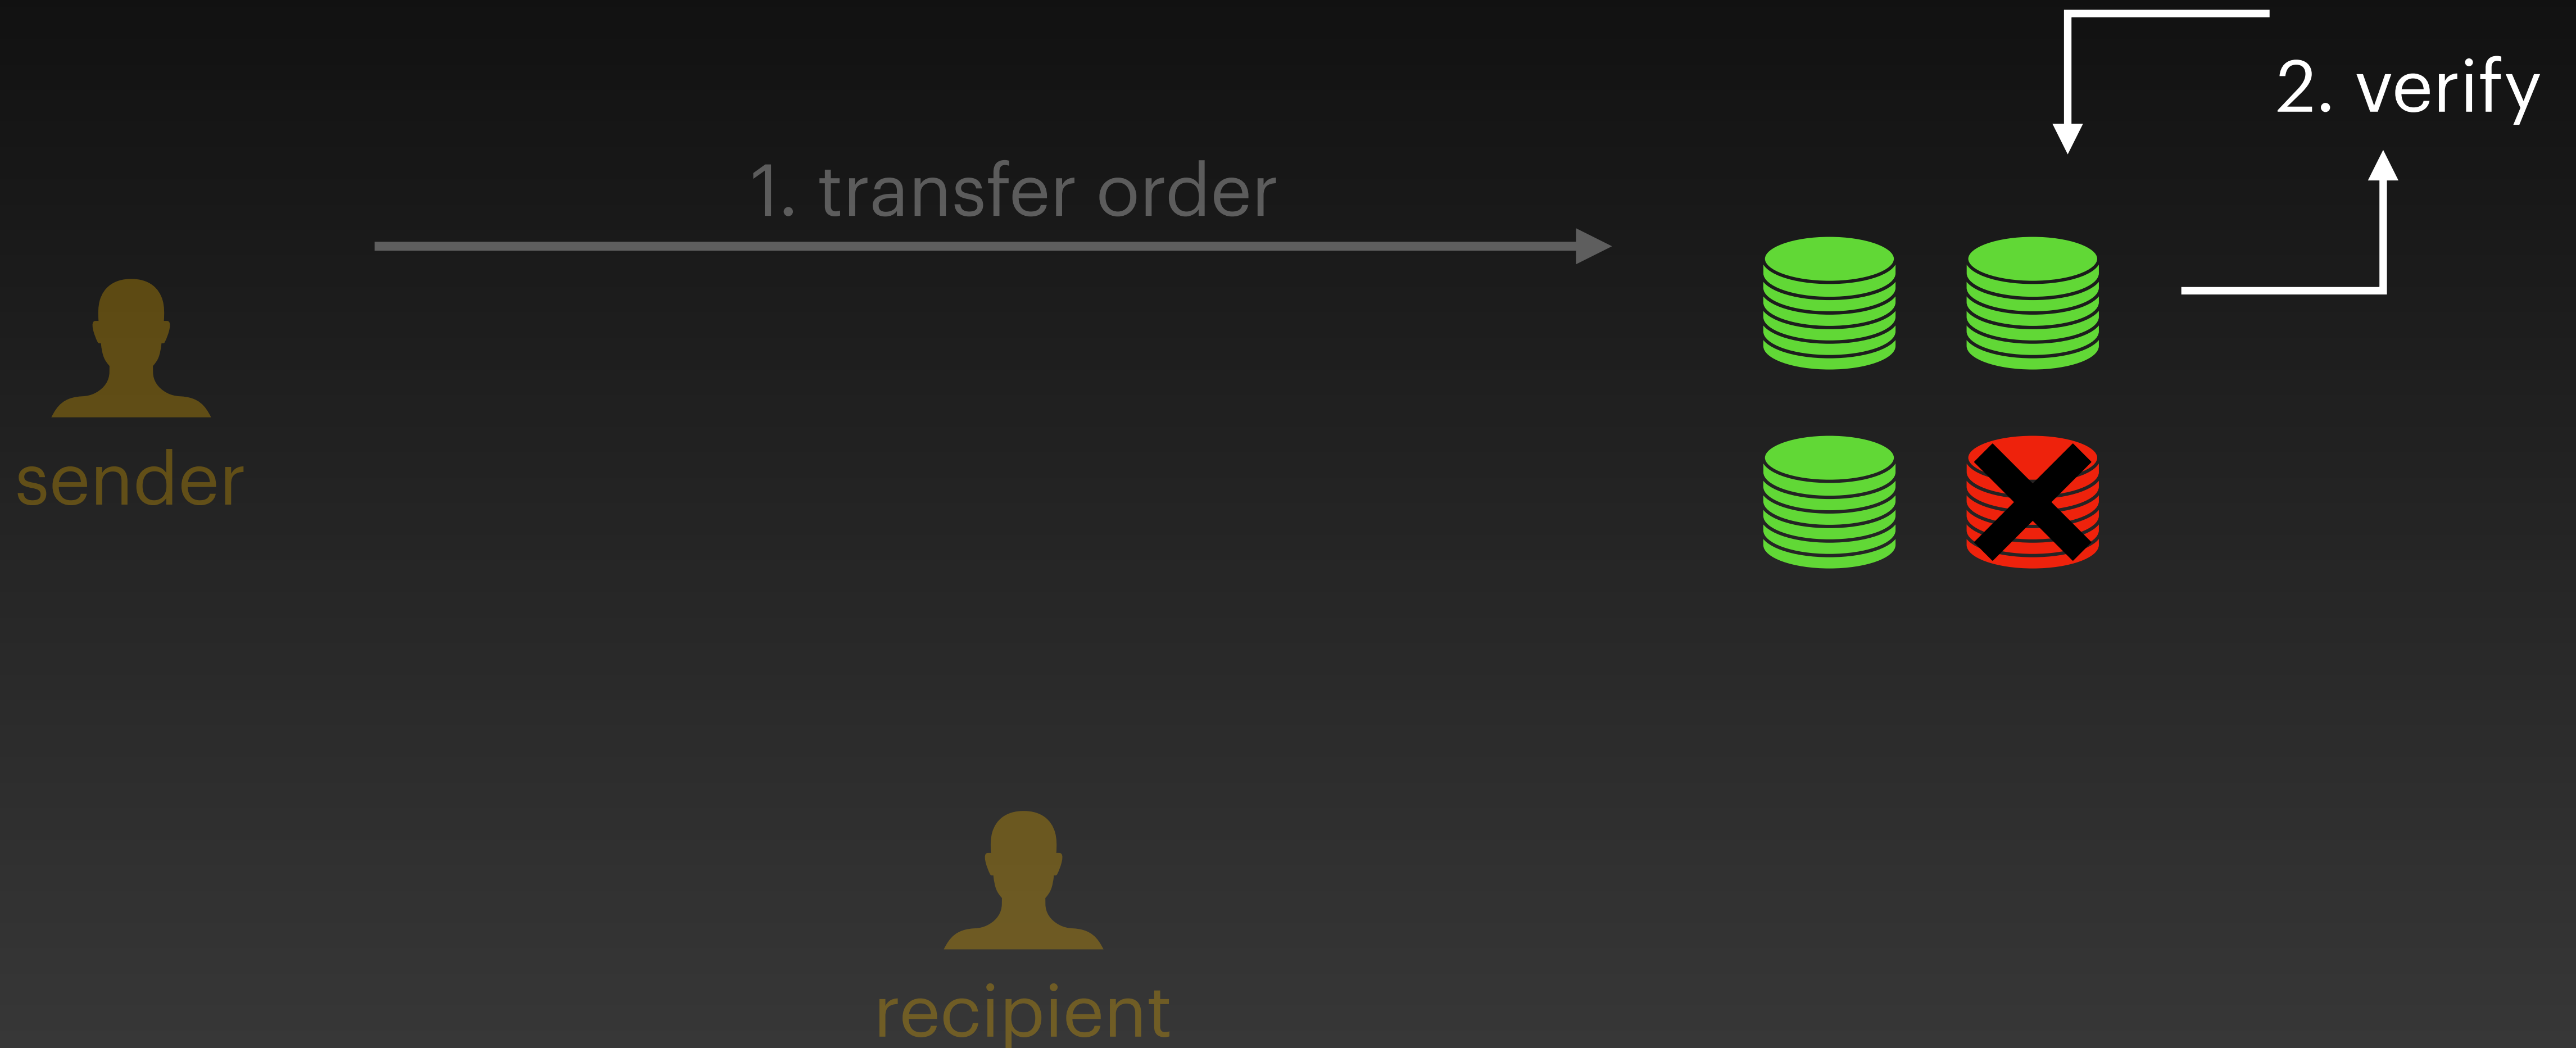 2. verify
1. transfer order
sender
recipient